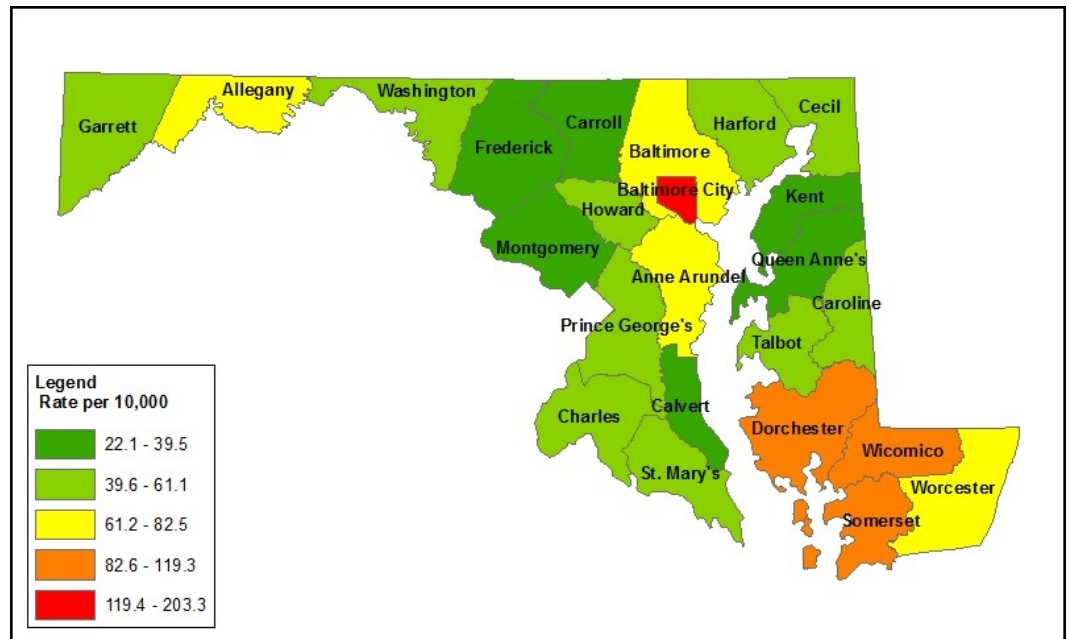 Garrett
Allegany
Washington
Frederick
Carroll
Baltimore
Harford
Cecil
Baltimore City
Howard
Kent
Montgomery
Queen Anne's
Anne Arundel
Caroline
Prince George's
Talbot
Charles
Calvert
St. Mary's
Dorchester
Wicomico
Worcester
Somerset
Legend
Rate per 10,000
22.1 - 39.5
39.6 - 61.1
61.2 - 82.5
82.6 - 119.3
119.4 - 203.3